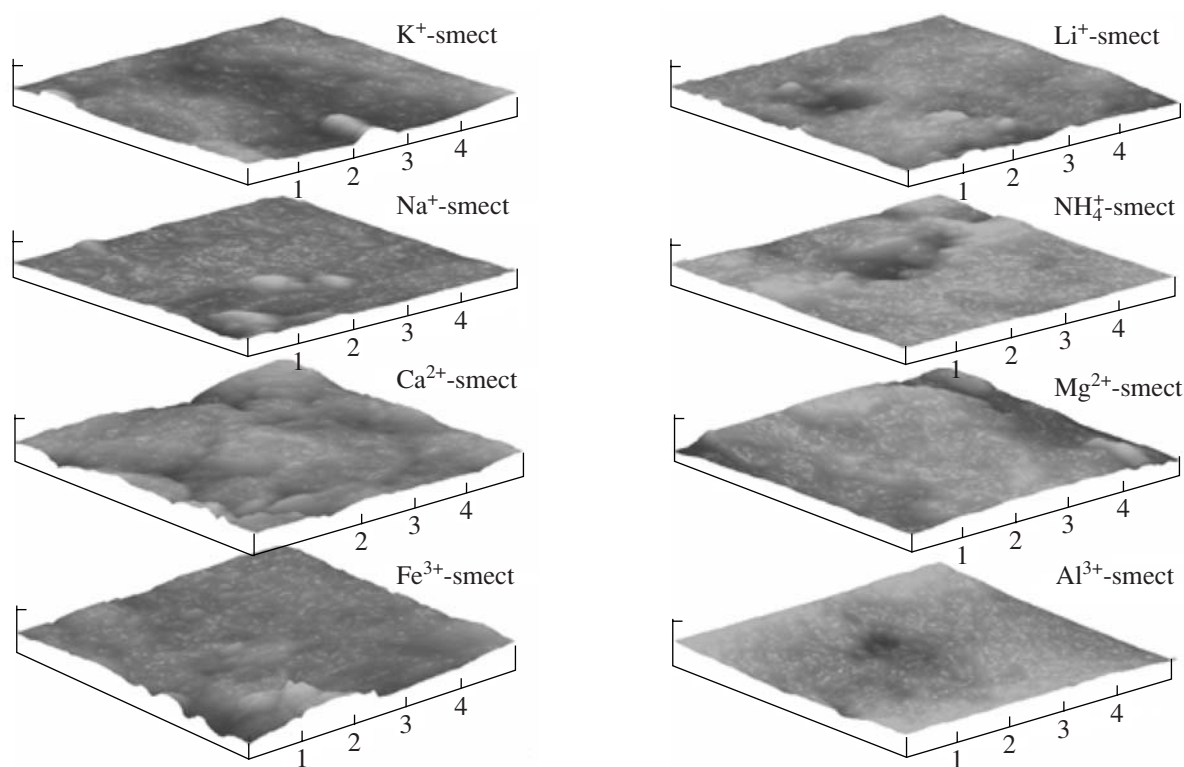 K⁺-smect
1 2 3 4
Li⁺-smect
1 2 3 4
Na⁺-smect
1 2 3 4
NH₄⁺-smect
1 2 3 4
Ca²⁺-smect
2 3 4
Mg²⁺-smect
1 2 3 4
Fe³⁺-smect
1 2 3 4
Al³⁺-smect
1 2 3 4